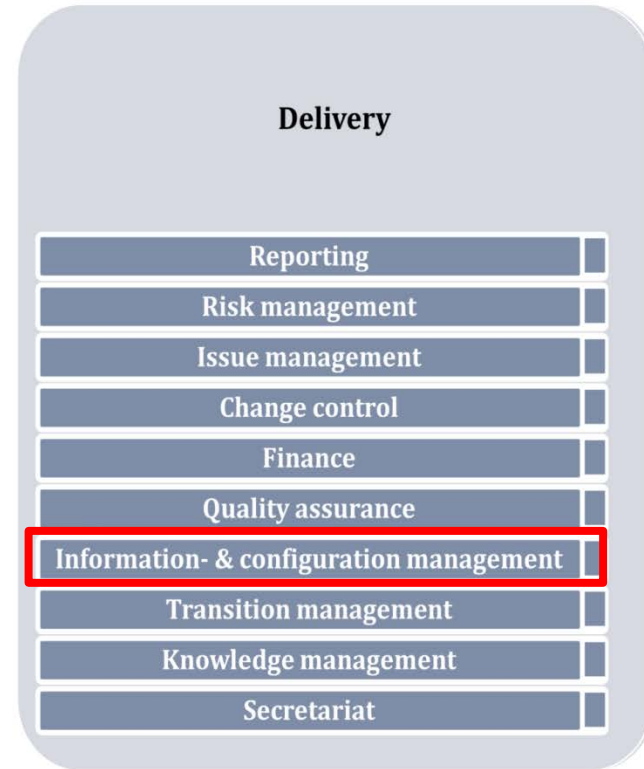 Delivery
Reporting
Risk management
Issue management
Change control
Finance
Quality assurance
Information- & configuration management
Transition management
Knowledge management
Secretariat